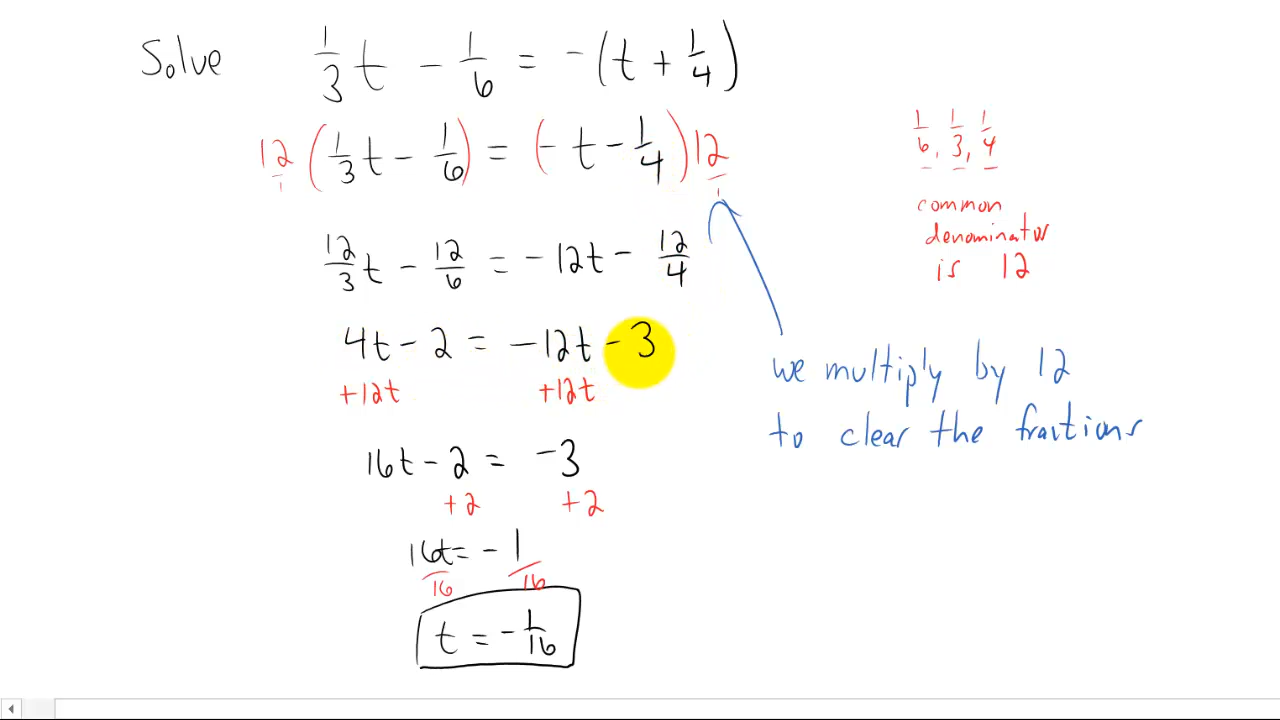 Solve 1/3 t - 1/6 = -(t + 1/4)
12/1 (1/3 t - 1/6) = (-t - 1/4) 12/1
1/6, 1/3, 1/4
common
denominator
is 12
12/3 t - 12/6 = -12t - 12/4
4t - 2 = -12t - 3
+12t +12t
we multiply by 12
to clear the fractions
16t - 2 = -3
+2 +2
16t = -1
16 16
t = -1/16